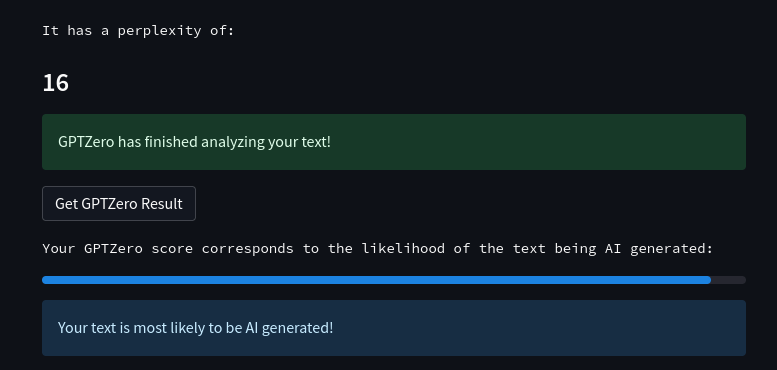 It has a perplexity of:
16
GPTZero has finished analyzing your text!
Get GPTZero Result
Your GPTZero score corresponds to the likelihood of the text being AI generated:
Your text is most likely to be AI generated!